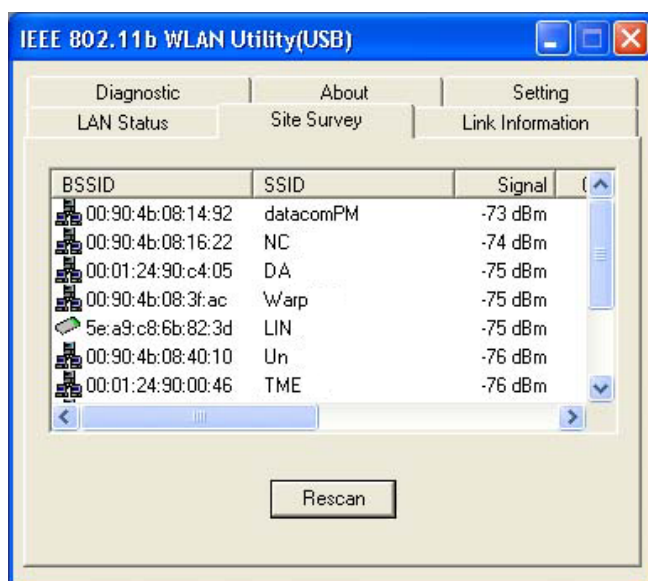 IEEE 802.11b WLAN Utility(USB)
Diagnostic About Setting
LAN Status Site Survey Link Information
BSSID SSID Signal
00:90:4b:08:14:92 datacomPM -73 dBm
00:90:4b:08:16:22 NC -74 dBm
00:01:24:90:c4:05 DA -75 dBm
00:90:4b:08:3f:ac Warp -75 dBm
5e:a9:c8:6b:82:3d LIN -75 dBm
00:90:4b:08:40:10 Un -76 dBm
00:01:24:90:00:46 TME -76 dBm
Rescan